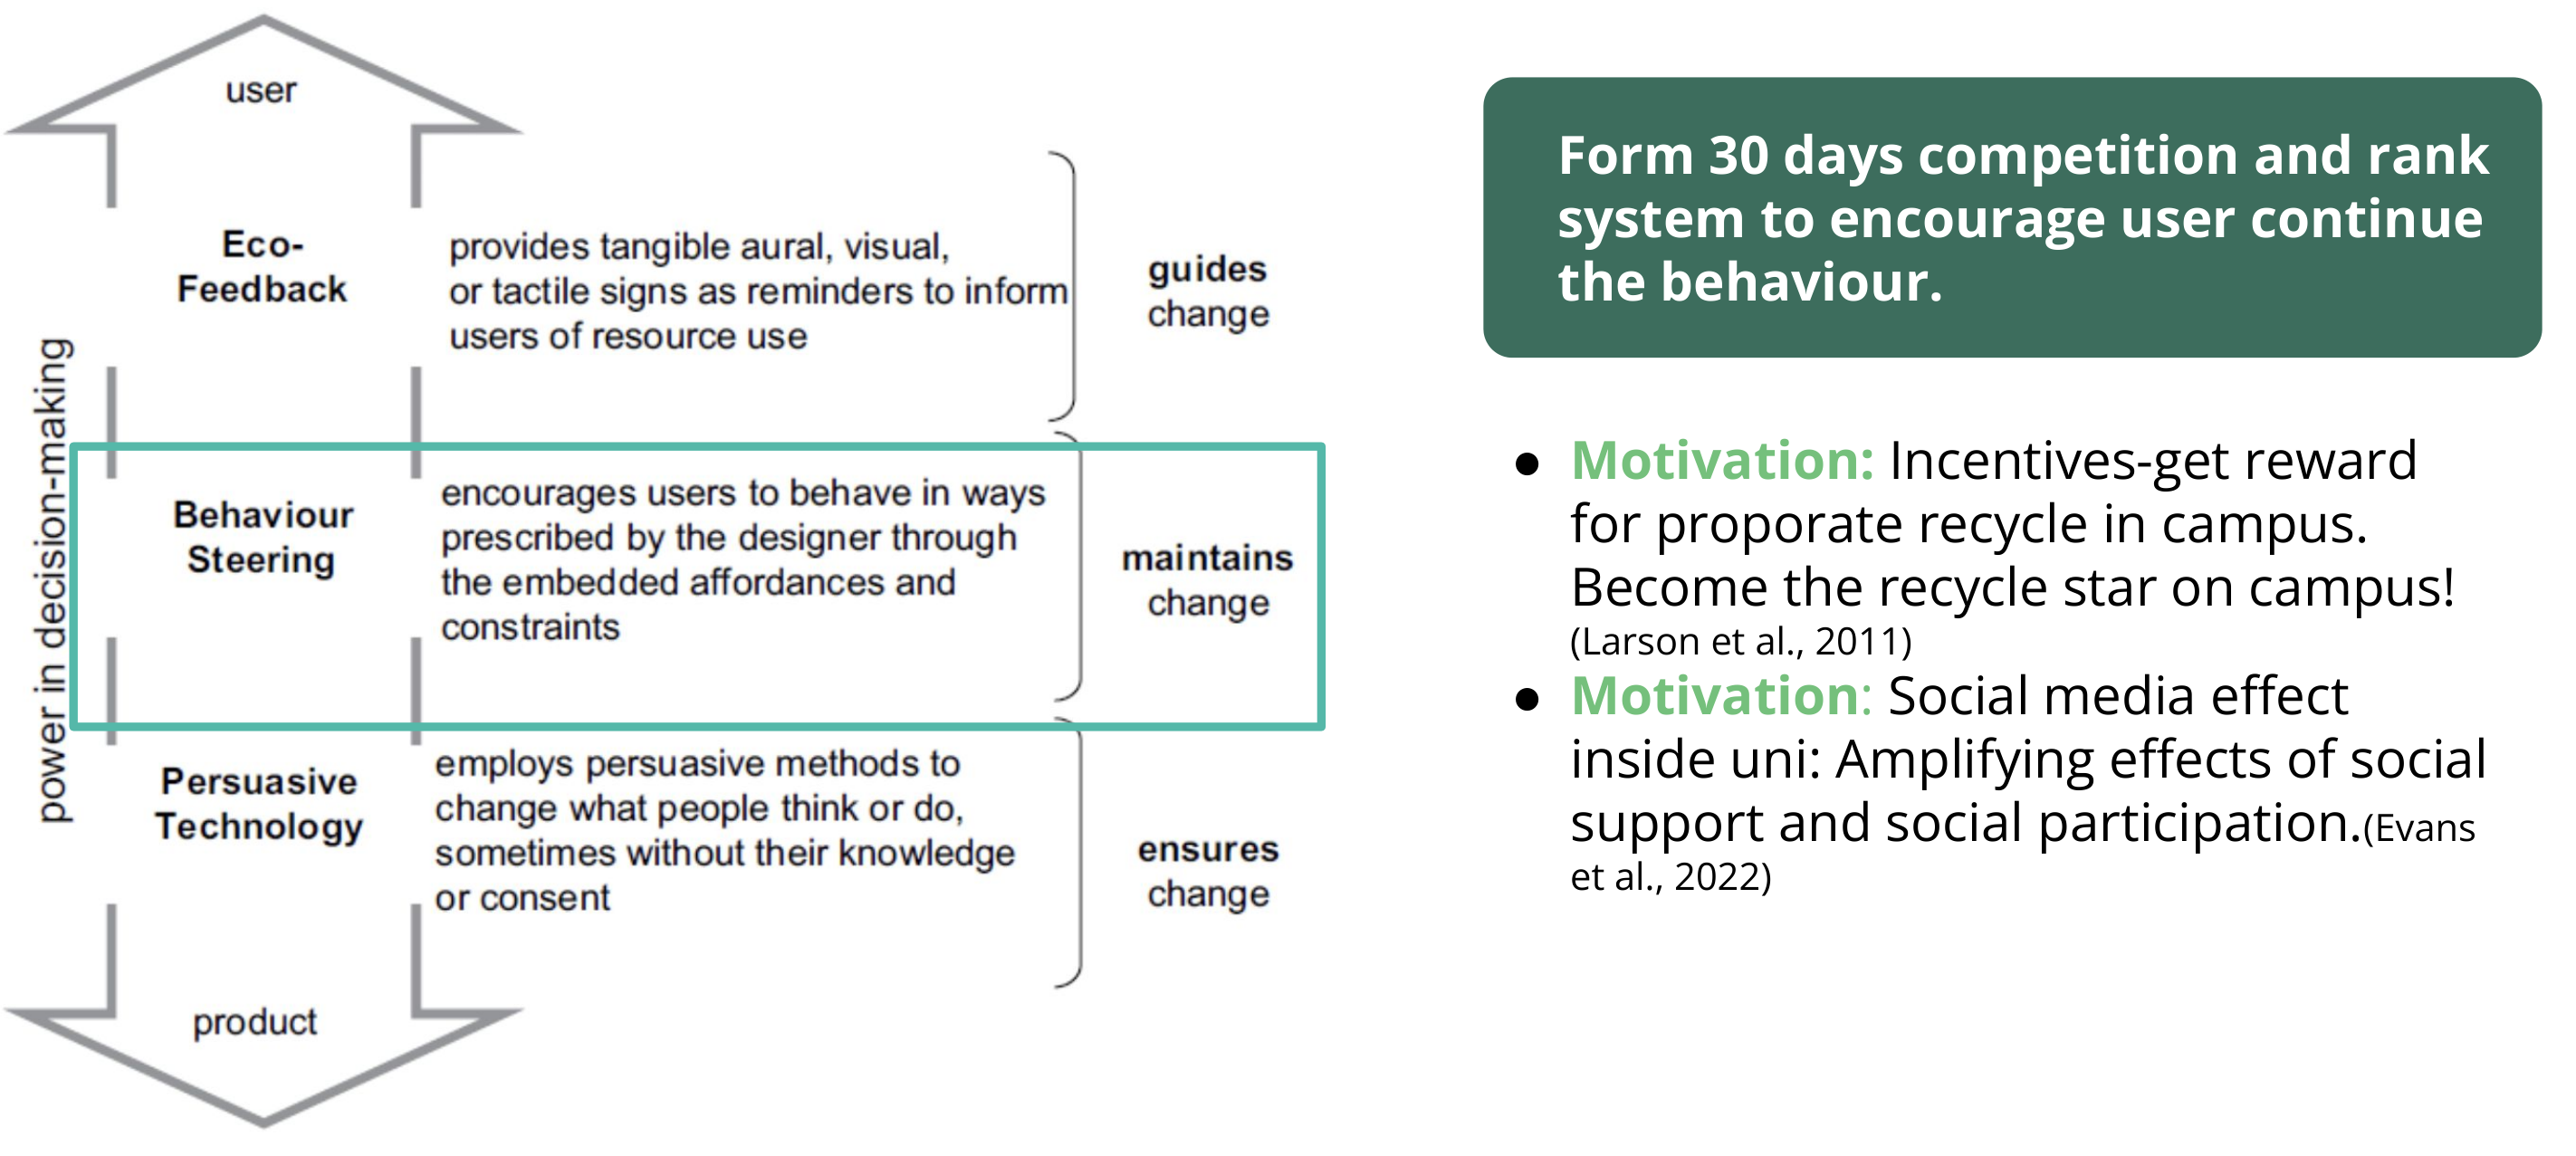 user
Eco-
Feedback
provides tangible aural, visual,
or tactile signs as reminders to inform
users of resource use
guides
change
power in decision-making
Behaviour
Steering
encourages users to behave in ways
prescribed by the designer through
the embedded affordances and
constraints
maintains
change
Persuasive
Technology
employs persuasive methods to
change what people think or do,
sometimes without their knowledge
or consent
ensures
change
product
Form 30 days competition and rank
system to encourage user continue
the behaviour.
● Motivation: Incentives-get reward
for proporate recycle in campus.
Become the recycle star on campus!
(Larson et al., 2011)
● Motivation: Social media effect
inside uni: Amplifying effects of social
support and social participation.(Evans
et al., 2022)